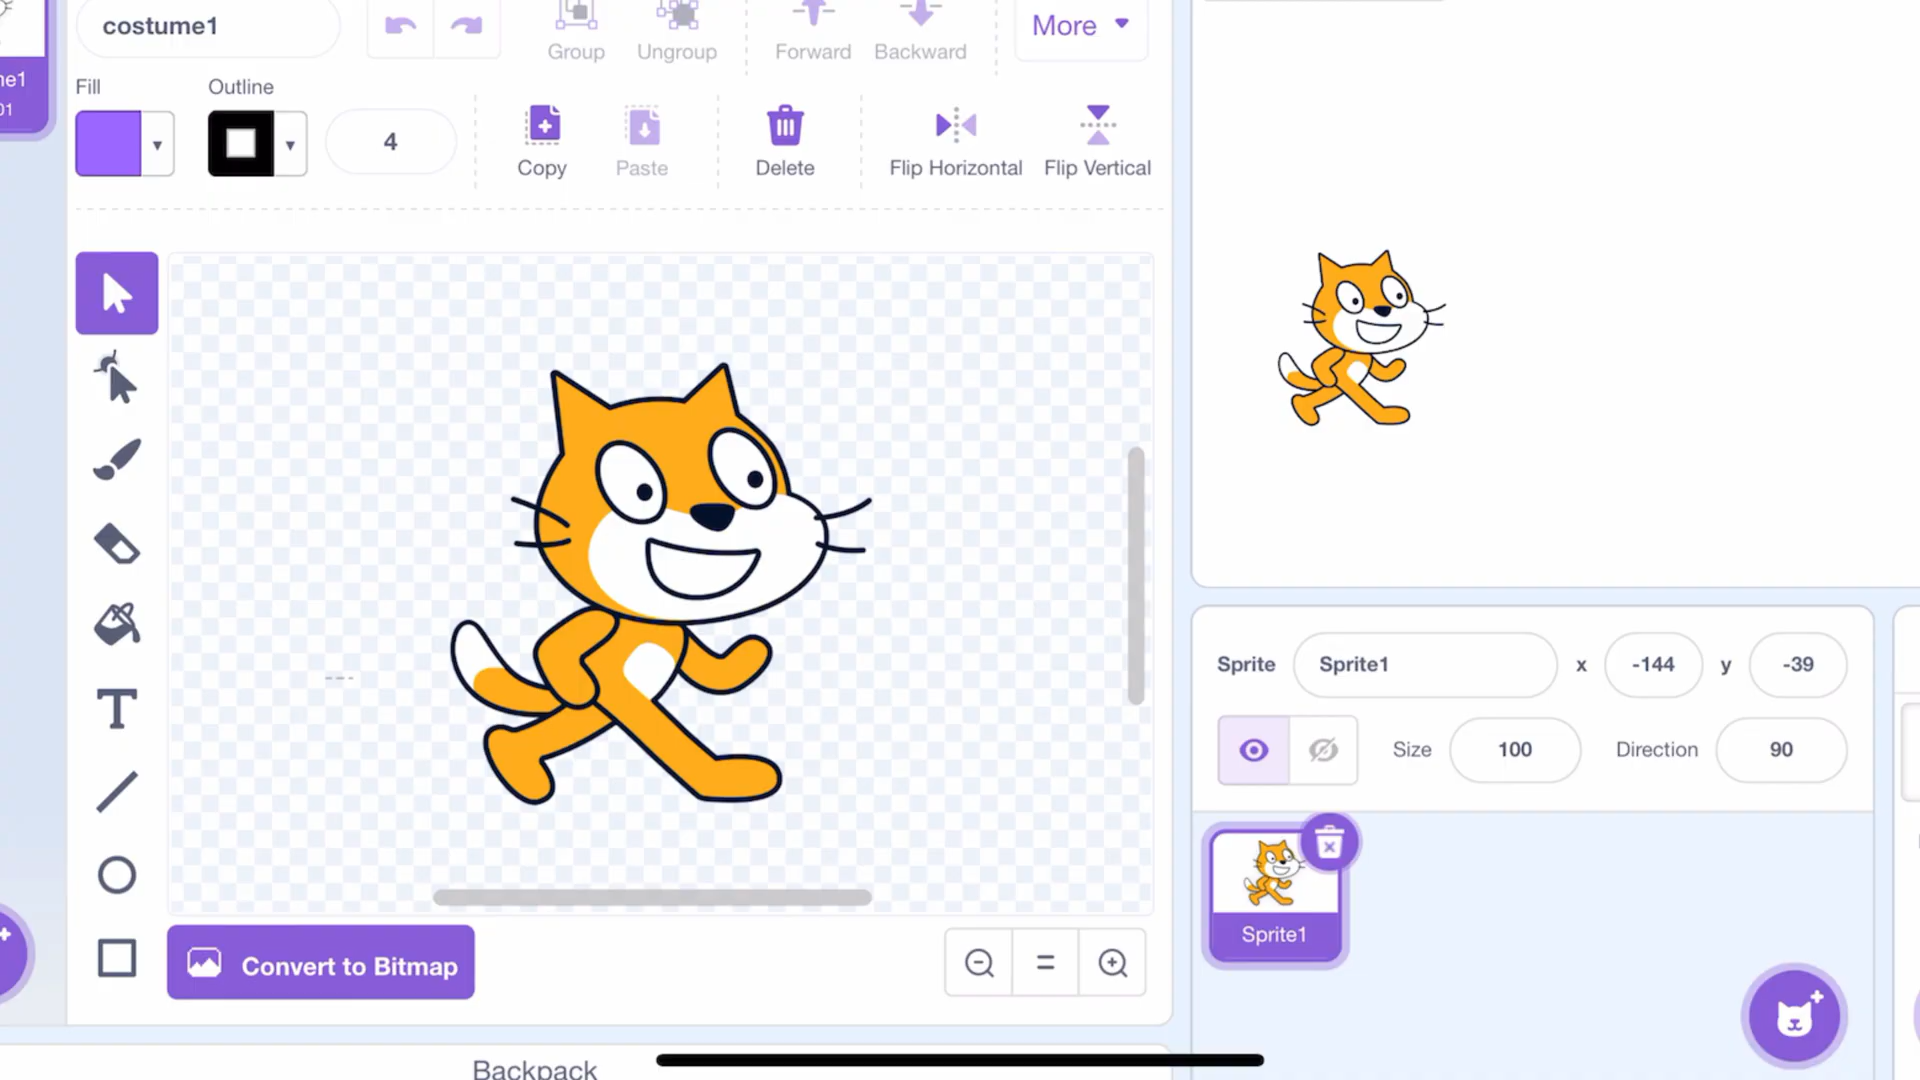 costume1
Group
Ungroup
Forward
Backward
More
Fill
Outline
4
Copy
Paste
Delete
Flip Horizontal
Flip Vertical
Convert to Bitmap
Backpack
Sprite
Sprite1
x
-144
y
-39
Size
100
Direction
90
Sprite1